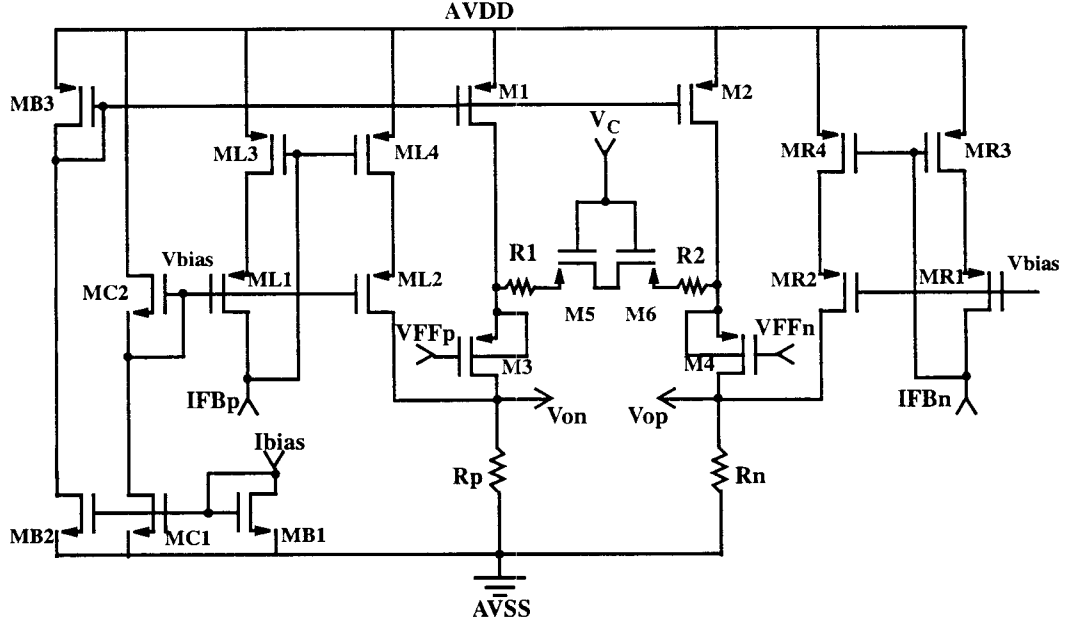 AVDD
MB3
M1
M2
V_C
ML3
ML4
MR4
MR3
Vbias
R1
R2
MC2
ML1
ML2
MR2
MR1
Vbias
M5
M6
VFFp
VFFn
M3
M4
IFBp
Von
Vop
IFBn
Ibias
Rp
Rn
MB2
MC1
MB1
AVSS